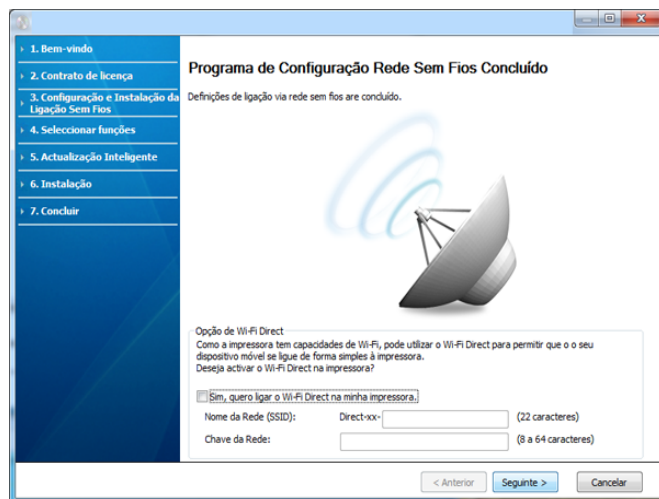 1. Bem-vindo
2. Contrato de licença
3. Configuração e Instalação da
Ligação Sem Fios
4. Seleccionar funções
5. Actualização Inteligente
6. Instalação
7. Concluir
Programa de Configuração Rede Sem Fios Concluído
Definições de ligação via rede sem fios are concluído.
Opção de Wi-Fi Direct
Como a impressora tem capacidades de Wi-Fi, pode utilizar o Wi-Fi Direct para permitir que o o seu
dispositivo móvel se ligue de forma simples à impressora.
Deseja activar o Wi-Fi Direct na impressora?
Sim, quero ligar o Wi-Fi Direct na minha impressora.
Nome da Rede (SSID): Direct-xx- (22 caracteres)
Chave da Rede: (8 a 64 caracteres)
< Anterior Seguinte > Cancelar